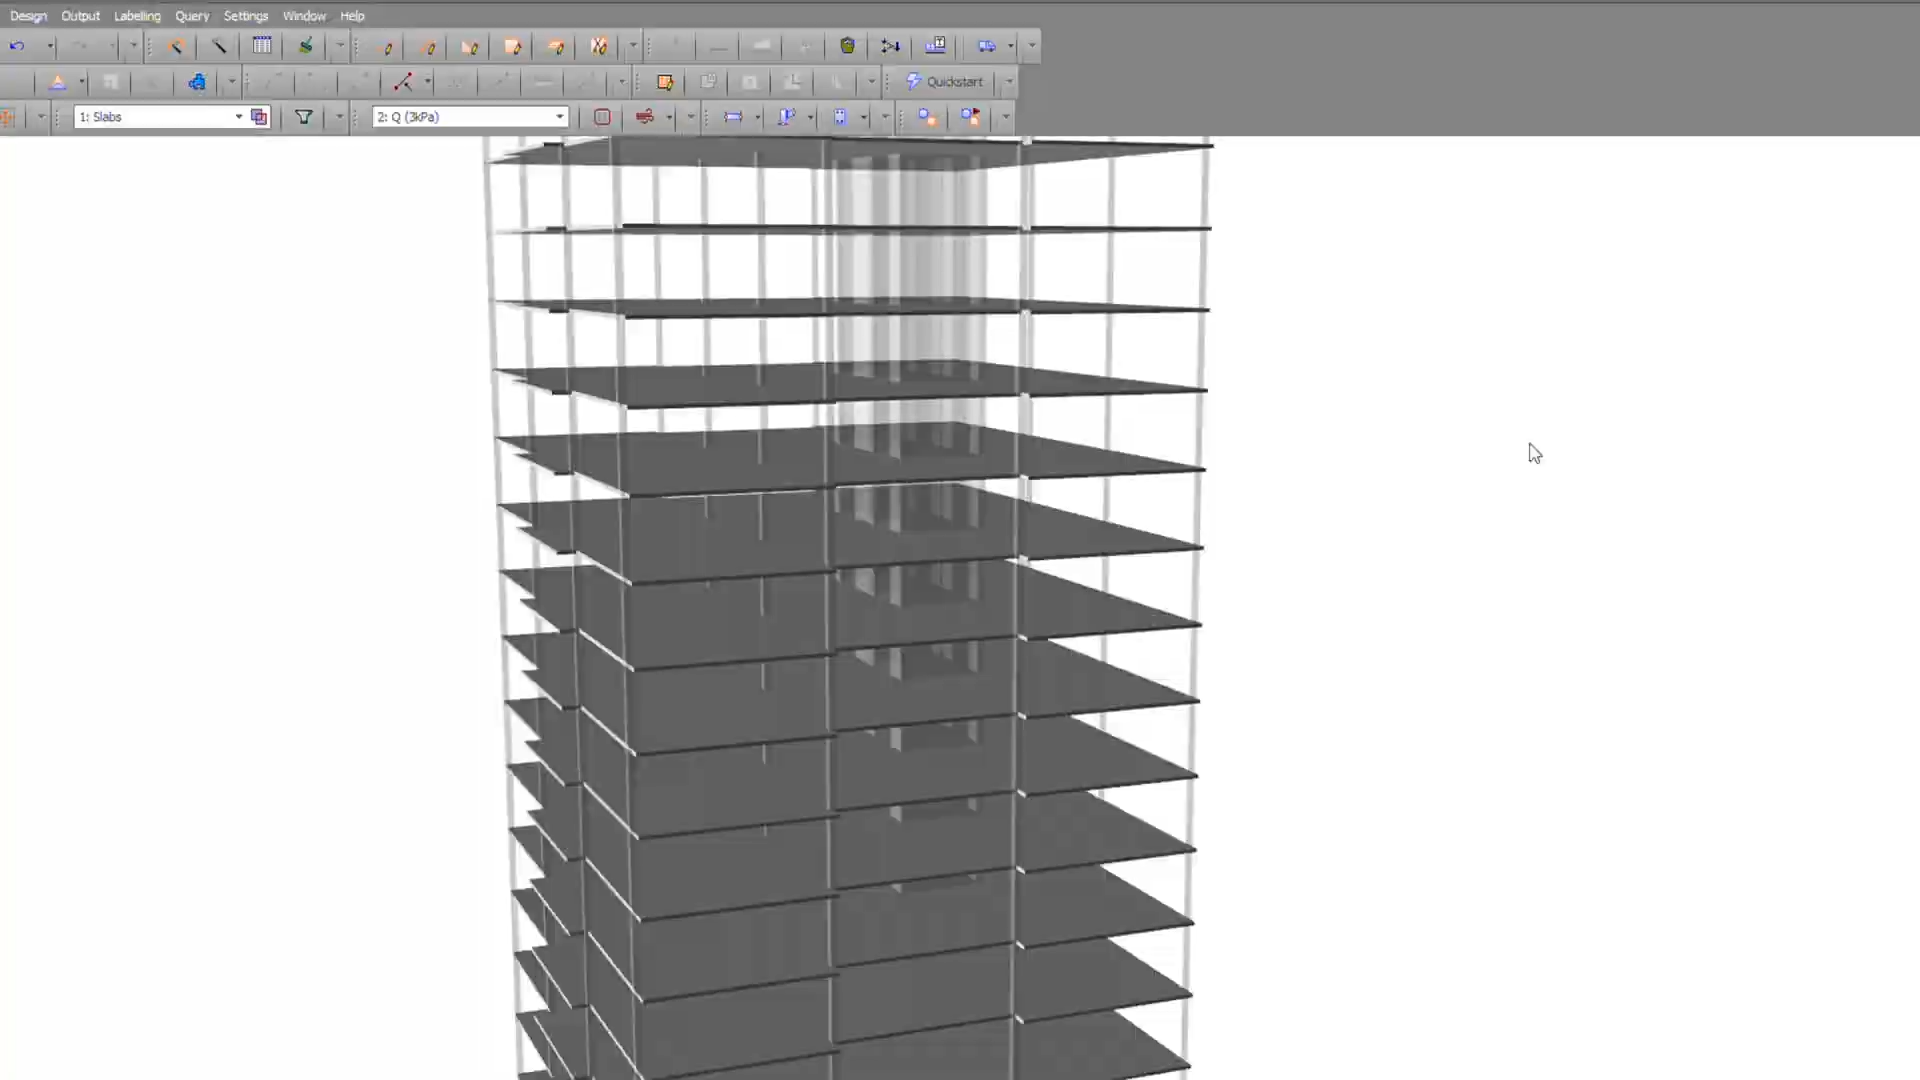 Design Output Labelling Query Settings Window Help
Quickstart
1: Slabs 2: Q (3kPa)